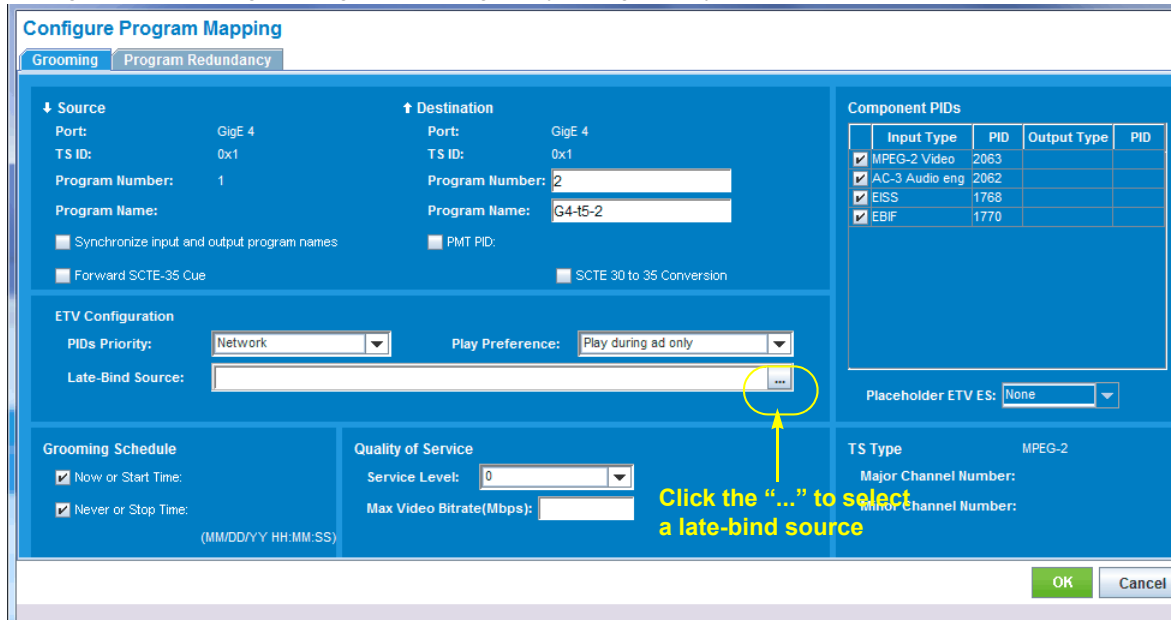 Configure Program Mapping
Grooming
Program Redundancy
Source
Port: GigE 4
TS ID: 0x1
Program Number: 1
Program Name:
Synchronize input and output program names
Forward SCTE-35 Cue
Destination
Port: GigE 4
TS ID: 0x1
Program Number: 2
Program Name: G4-t5-2
PMT PID:
SCTE 30 to 35 Conversion
Component PIDs
Input Type PID Output Type PID
MPEG-2 Video 2063
AC-3 Audio eng 2062
EISS 1768
EBIF 1770
Placeholder ETV ES: None
ETV Configuration
PIDs Priority: Network
Play Preference: Play during ad only
Late-Bind Source: ...
Grooming Schedule
Now or Start Time:
Never or Stop Time:
(MM/DD/YY HH:MM:SS)
Quality of Service
Service Level: 0
Max Video Bitrate(Mbps):
Click the “...” to select
a late-bind source
TS Type MPEG-2
Major Channel Number:
Minor Channel Number:
OK
Cancel